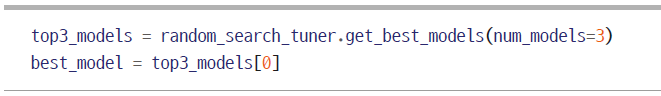 top3_models = random_search_tuner.get_best_models(num_models=3)
best_model = top3_models[0]